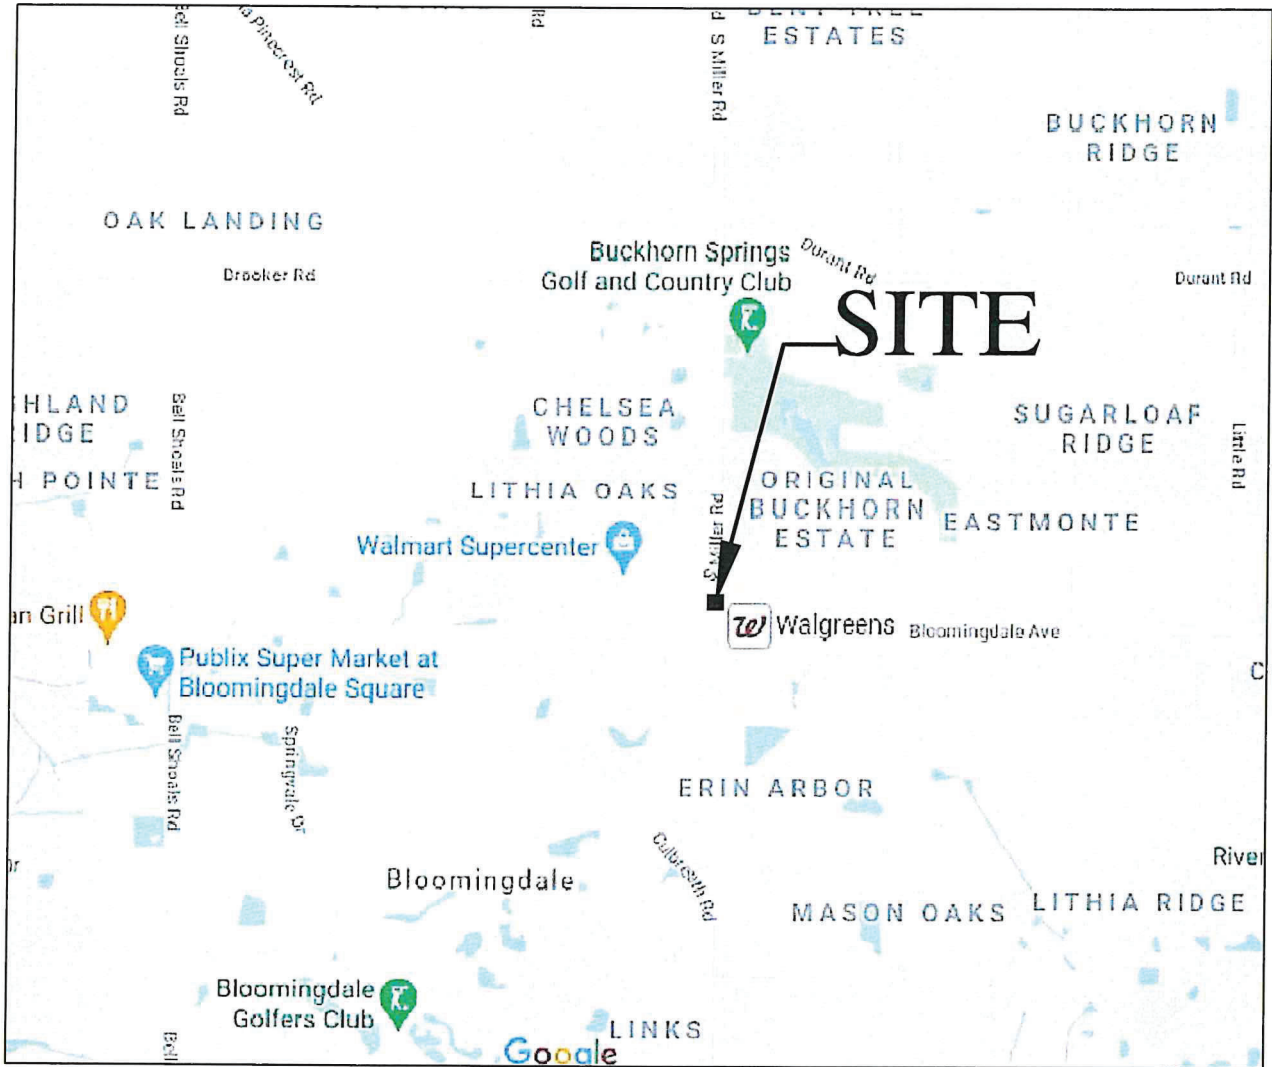 Rd
S Miller Rd
ESTATES
Bell Shoals Rd
Pinecrest Rd
BUCKHORN
RIDGE
OAK LANDING
Brooker Rd
Buckhorn Springs
Golf and Country Club
Durant Rd
Durant Rd
SITE
HLAND
IDGE
H POINTE
Bell Shoals Rd
CHELSEA
WOODS
SUGARLOAF
RIDGE
Little Rd
LITHIA OAKS
S Miller Rd
ORIGINAL
BUCKHORN
ESTATE
EASTMONTE
Walmart Supercenter
an Grill
Walgreens
Bloomingdale Ave
Publix Super Market at
Bloomingdale Square
C
Bell Shoals Rd
Springvale Dr
ERIN ARBOR
Culbreath Rd
River
Bloomingdale
MASON OAKS
LITHIA RIDGE
Bloomingdale
Golfers Club
LINKS
Google
Bell